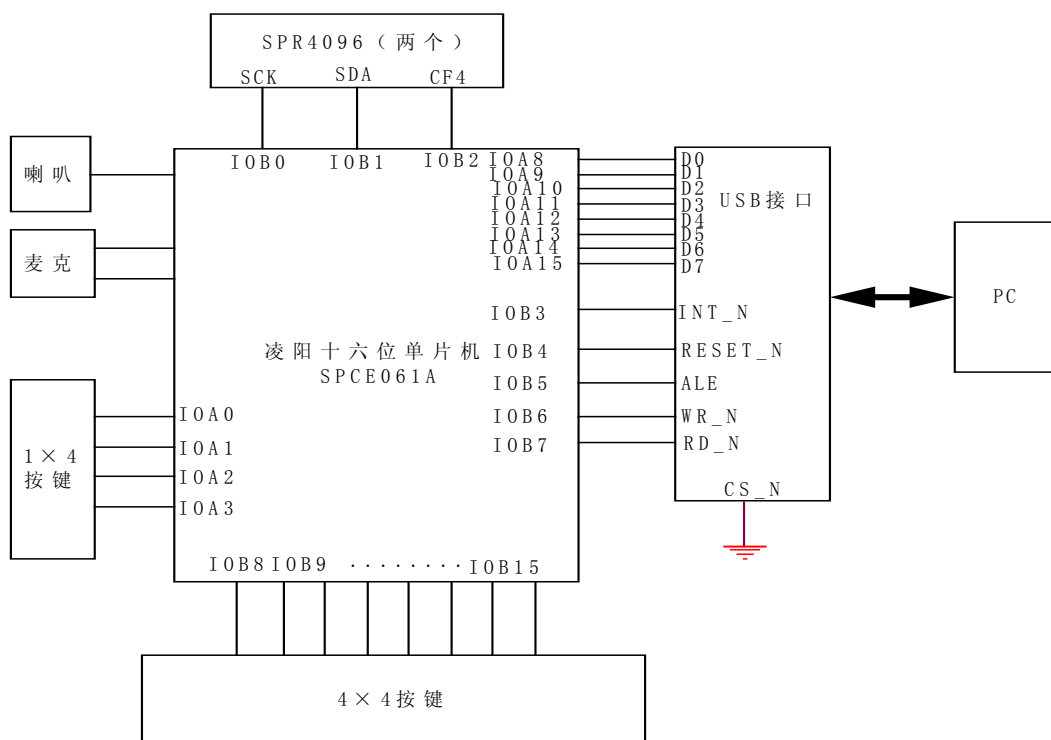 SPR4096（两个）
SCK SDA CF4
喇叭
IOB0 IOB1 IOB2
IOA8
IOA9
IOA10
IOA11
IOA12
IOA13
IOA14
IOA15
D0
D1
D2
D3
D4
D5
D6
D7
USB接口
麦克
PC
IOB3
INT_N
凌阳十六位单片机
SPCE061A
IOB4
RESET_N
IOB5
ALE
IOB6
WR_N
IOB7
RD_N
CS_N
1×4
按键
IOA0
IOA1
IOA2
IOA3
IOB8 IOB9 ········ IOB15
4×4按键